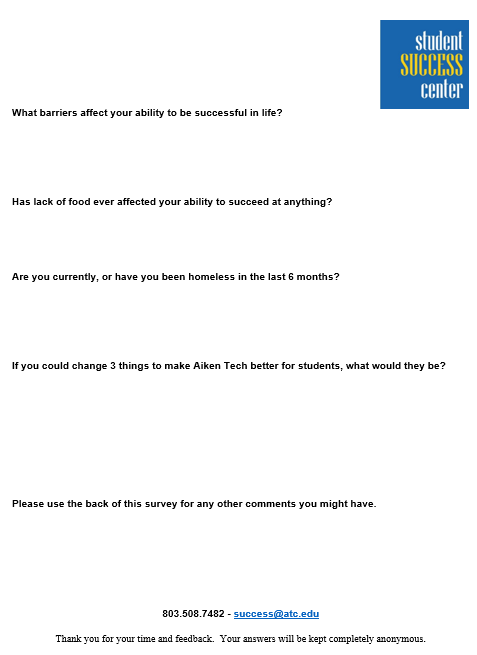 student
SUCCESS
center
What barriers affect your ability to be successful in life?
Has lack of food ever affected your ability to succeed at anything?
Are you currently, or have you been homeless in the last 6 months?
If you could change 3 things to make Aiken Tech better for students, what would they be?
Please use the back of this survey for any other comments you might have.
803.508.7482 - success@atc.edu
Thank you for your time and feedback.  Your answers will be kept completely anonymous.